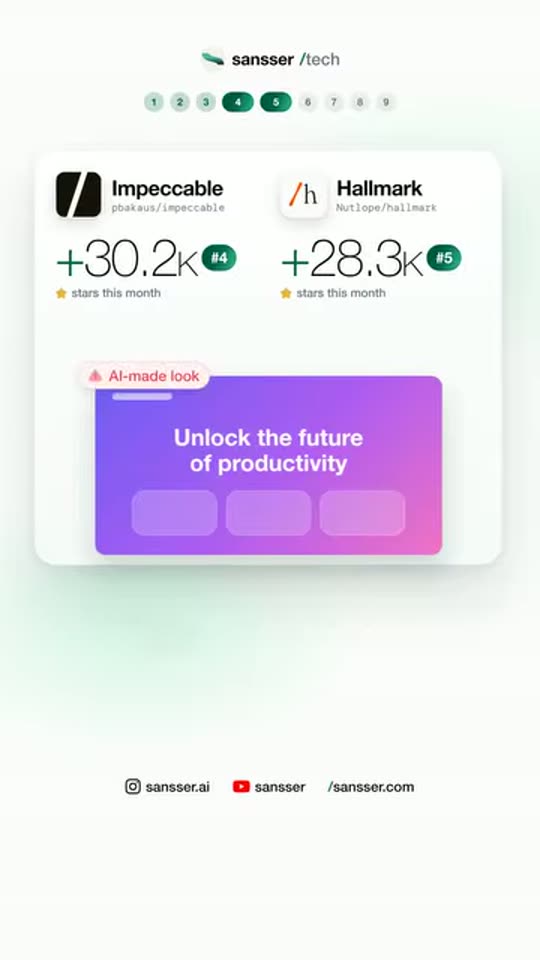 sansser /tech
1 2 3 4 5 6 7 8 9
Impeccable
pbakaus/impeccable
+30.2K #4
stars this month
Hallmark
Nutlope/hallmark
+28.3K #5
stars this month
AI-made look
Unlock the future
of productivity
sansser.ai sansser /sansser.com